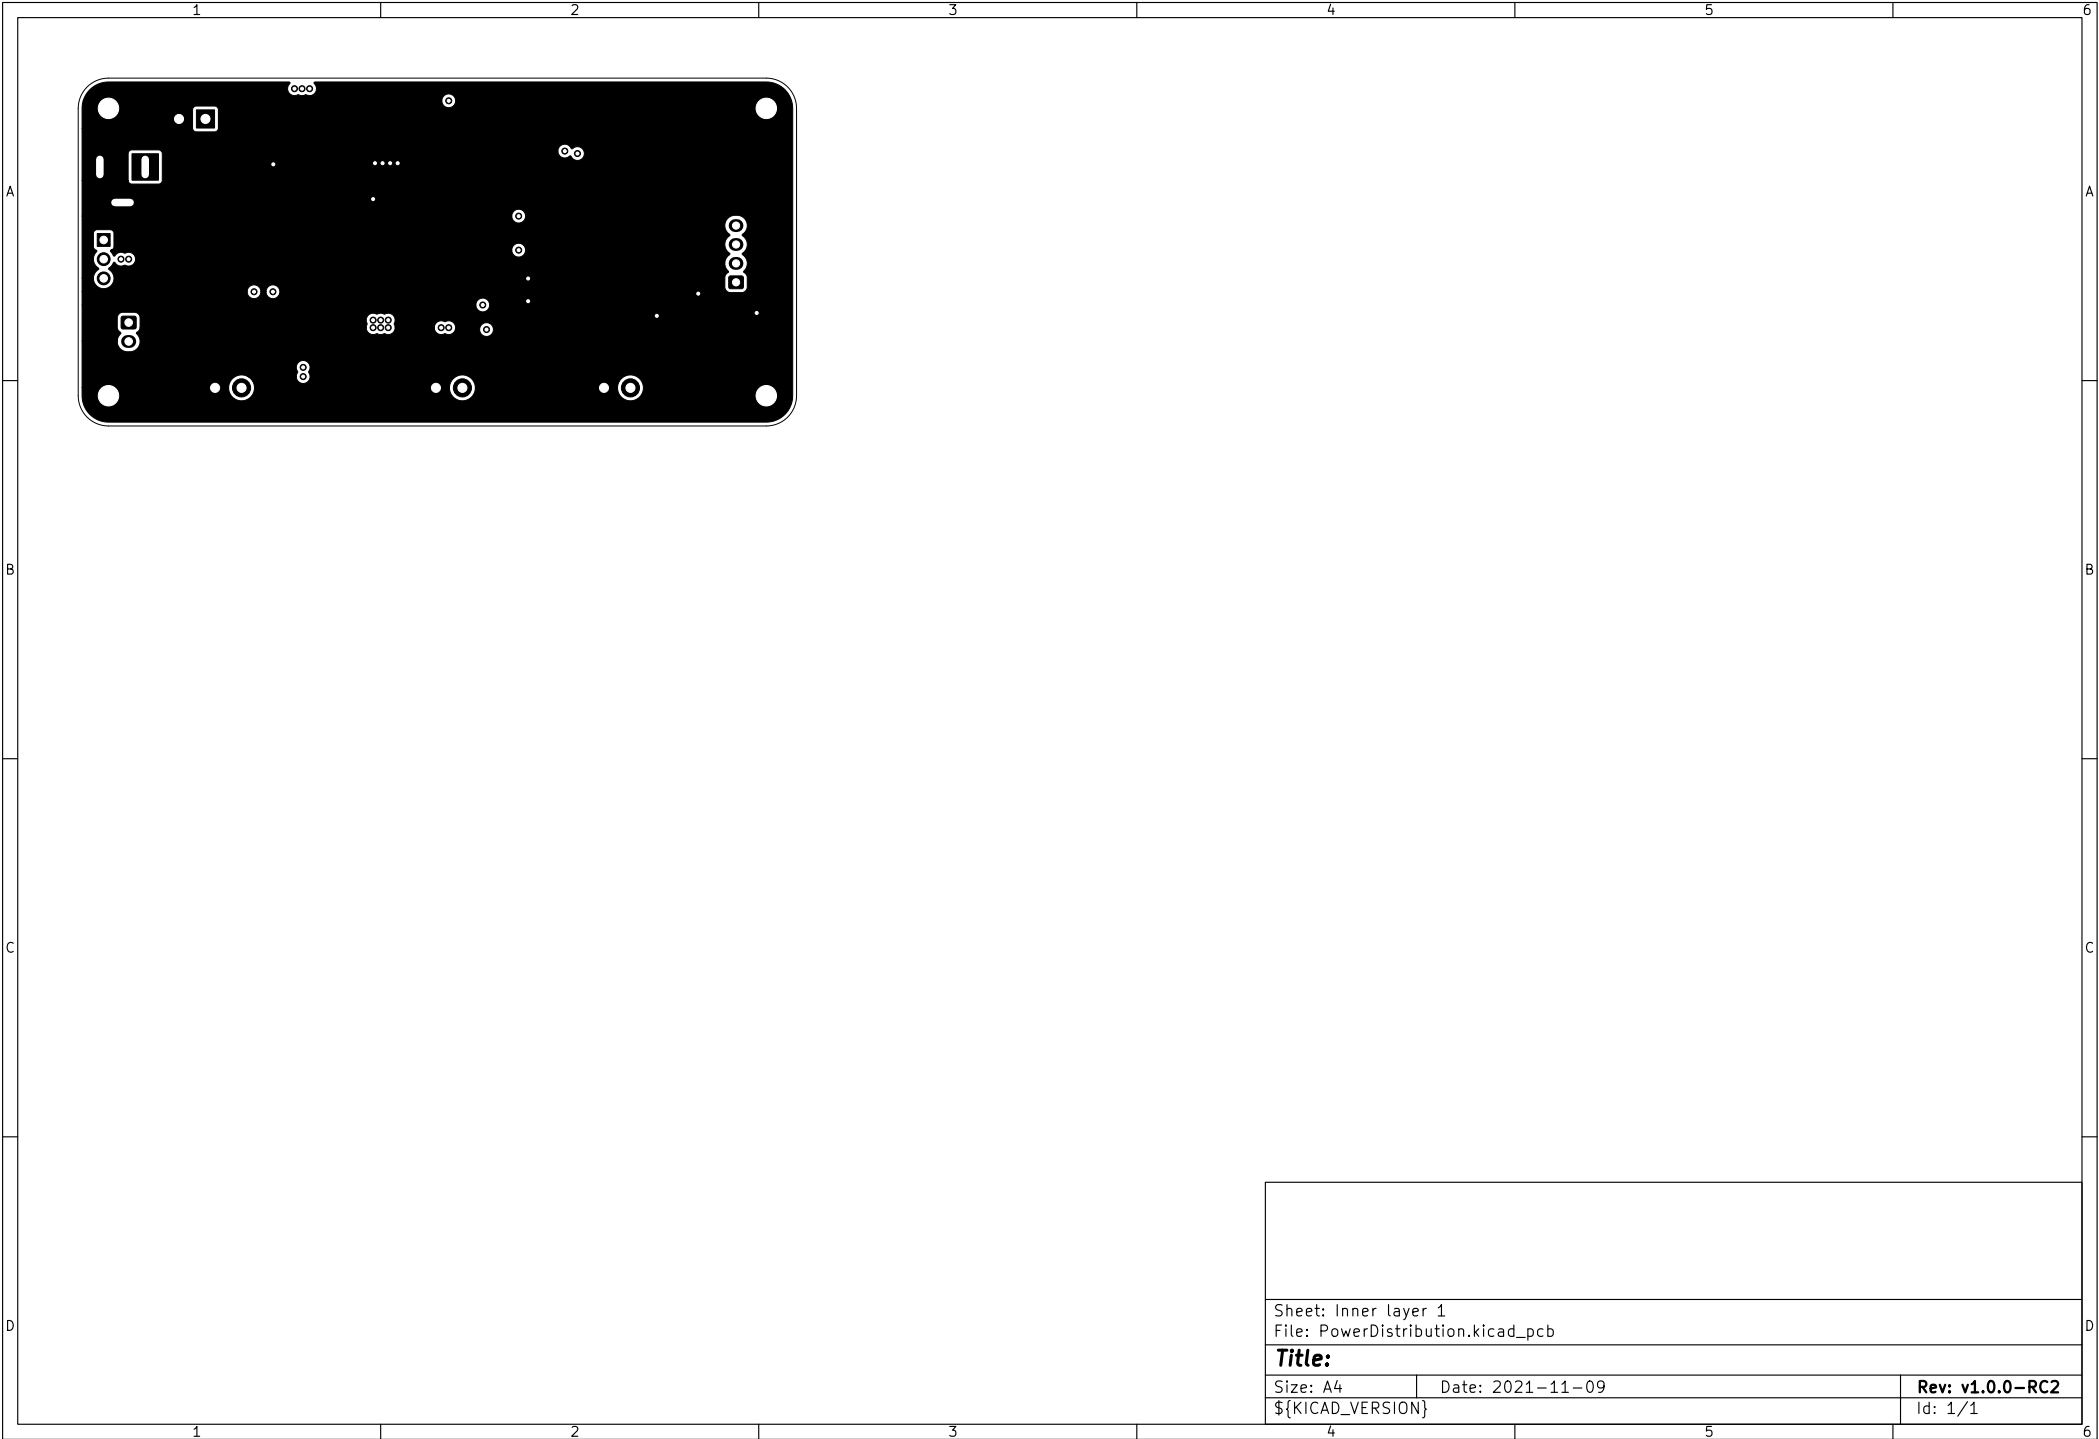 1 2 3 4 5 6
A A
B B
C C
D D
Sheet: Inner layer 1
File: PowerDistribution.kicad_pcb
Title:
Size: A4 Date: 2021-11-09 Rev: v1.0.0-RC2
${KICAD_VERSION} Id: 1/1
1 2 3 4 5 6